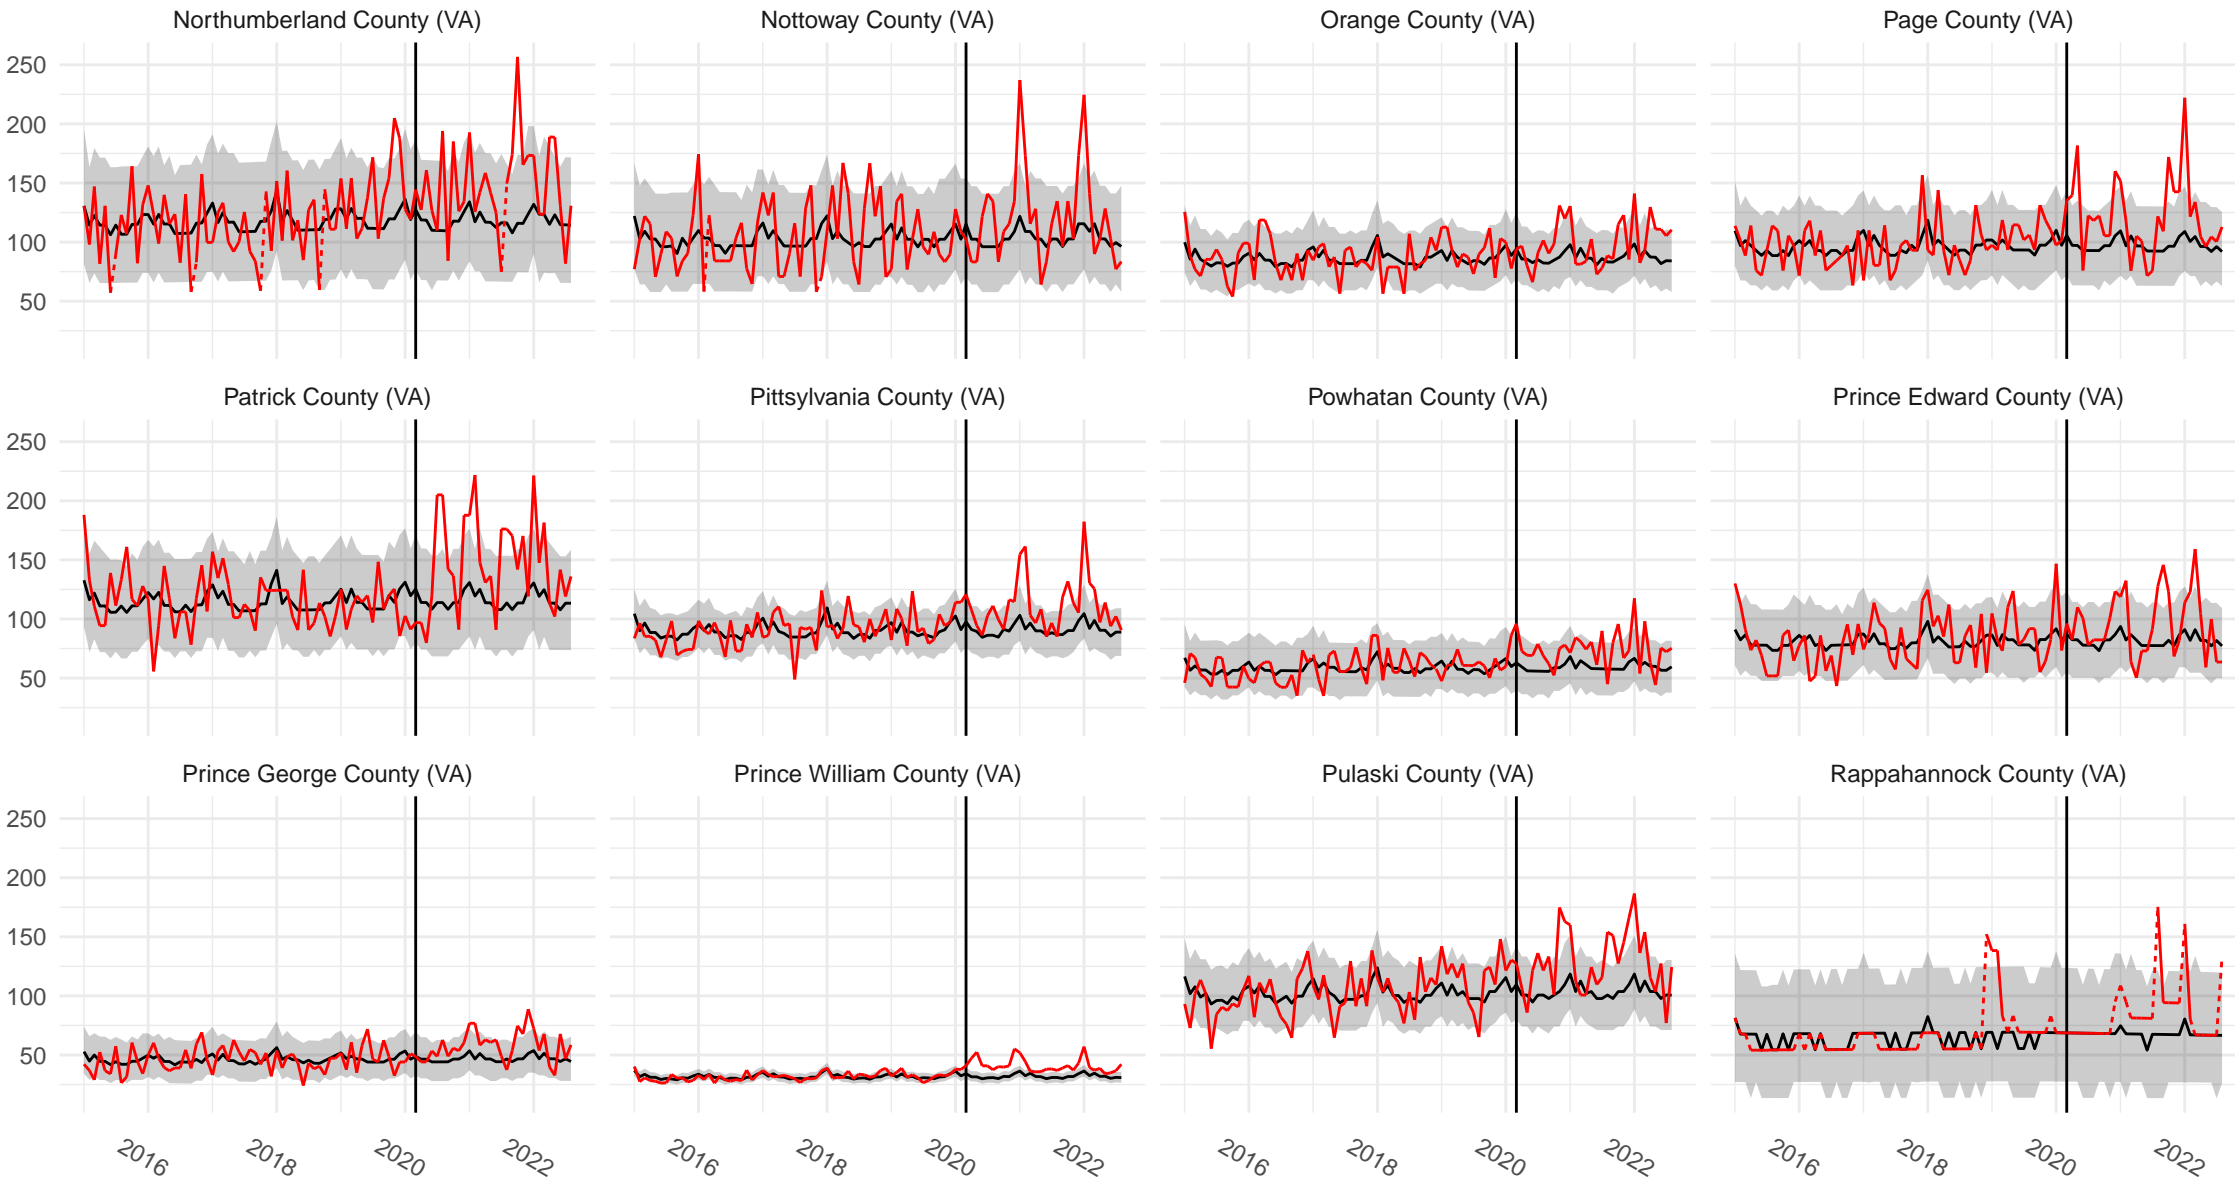 Northumberland County (VA)
Nottoway County (VA)
Orange County (VA)
Page County (VA)
250
200
150
100
50
Patrick County (VA)
Pittsylvania County (VA)
Powhatan County (VA)
Prince Edward County (VA)
250
200
150
100
50
Prince George County (VA)
Prince William County (VA)
Pulaski County (VA)
Rappahannock County (VA)
250
200
150
100
50
2016
2018
2020
2022
2016
2018
2020
2022
2016
2018
2020
2022
2016
2018
2020
2022